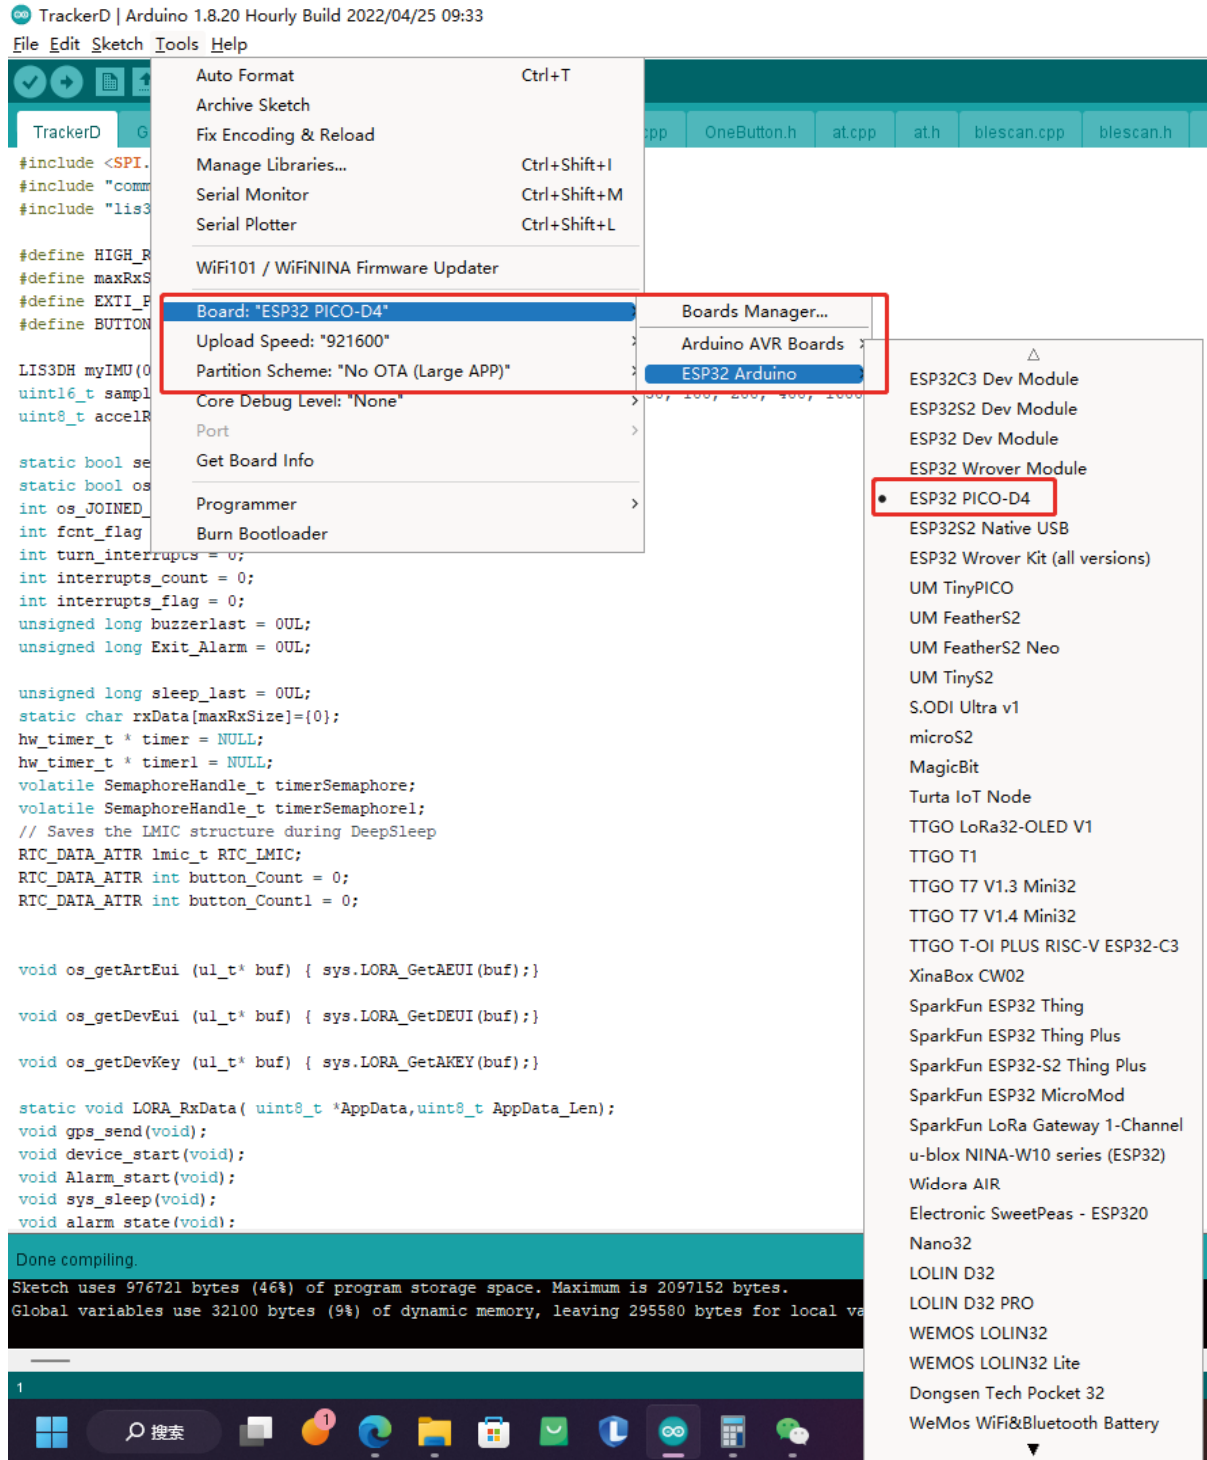 TrackerD | Arduino 1.8.20 Hourly Build 2022/04/25 09:33
File Edit Sketch Tools Help
Auto Format Ctrl+T
Archive Sketch
Fix Encoding & Reload
Manage Libraries... Ctrl+Shift+I
Serial Monitor Ctrl+Shift+M
Serial Plotter Ctrl+Shift+L
WiFi101 / WiFiNINA Firmware Updater
Board: "ESP32 PICO-D4"
Upload Speed: "921600"
Partition Scheme: "No OTA (Large APP)"
Core Debug Level: "None"
Port
Get Board Info
Programmer
Burn Bootloader
Boards Manager...
Arduino AVR Boards
ESP32 Arduino
ESP32C3 Dev Module
ESP32S2 Dev Module
ESP32 Dev Module
ESP32 Wrover Module
ESP32 PICO-D4
ESP32S2 Native USB
ESP32 Wrover Kit (all versions)
UM TinyPICO
UM FeatherS2
UM FeatherS2 Neo
UM TinyS2
S.ODI Ultra v1
microS2
MagicBit
Turta IoT Node
TTGO LoRa32-OLED V1
TTGO T1
TTGO T7 V1.3 Mini32
TTGO T7 V1.4 Mini32
TTGO T-OI PLUS RISC-V ESP32-C3
XinaBox CW02
SparkFun ESP32 Thing
SparkFun ESP32 Thing Plus
SparkFun ESP32-S2 Thing Plus
SparkFun ESP32 MicroMod
SparkFun LoRa Gateway 1-Channel
u-blox NINA-W10 series (ESP32)
Widora AIR
Electronic SweetPeas - ESP320
Nano32
LOLIN D32
LOLIN D32 PRO
WEMOS LOLIN32
WEMOS LOLIN32 Lite
Dongsen Tech Pocket 32
WeMos WiFi&Bluetooth Battery
TrackerD G cpp OneButton.h at.cpp at.h blescan.cpp blescan.h
#include <SPI.
#include "comm
#include "lis3
#define HIGH_R
#define maxRxS
#define EXTI_P
#define BUTTON
LIS3DH myIMU(0
uint16_t sampl 100, 200, 400,
uint8_t accelR
static bool se
static bool os
int os_JOINED_
int fcnt_flag
int turn_interrupts = 0;
int interrupts_count = 0;
int interrupts_flag = 0;
unsigned long buzzerlast = 0UL;
unsigned long Exit_Alarm = 0UL;
unsigned long sleep_last = 0UL;
static char rxData[maxRxSize]={0};
hw_timer_t * timer = NULL;
hw_timer_t * timer1 = NULL;
volatile SemaphoreHandle_t timerSemaphore;
volatile SemaphoreHandle_t timerSemaphore1;
// Saves the LMIC structure during DeepSleep
RTC_DATA_ATTR lmic_t RTC_LMIC;
RTC_DATA_ATTR int button_Count = 0;
RTC_DATA_ATTR int button_Count1 = 0;
void os_getArtEui (u1_t* buf) { sys.LORA_GetAEUI(buf);}
void os_getDevEui (u1_t* buf) { sys.LORA_GetDEUI(buf);}
void os_getDevKey (u1_t* buf) { sys.LORA_GetAKEY(buf);}
static void LORA_RxData( uint8_t *AppData,uint8_t AppData_Len);
void gps_send(void);
void device_start(void);
void Alarm_start(void);
void sys_sleep(void);
void alarm_state(void);
Done compiling.
Sketch uses 976721 bytes (46%) of program storage space. Maximum is 2097152 bytes.
Global variables use 32100 bytes (9%) of dynamic memory, leaving 295580 bytes for local va
1
搜索
1